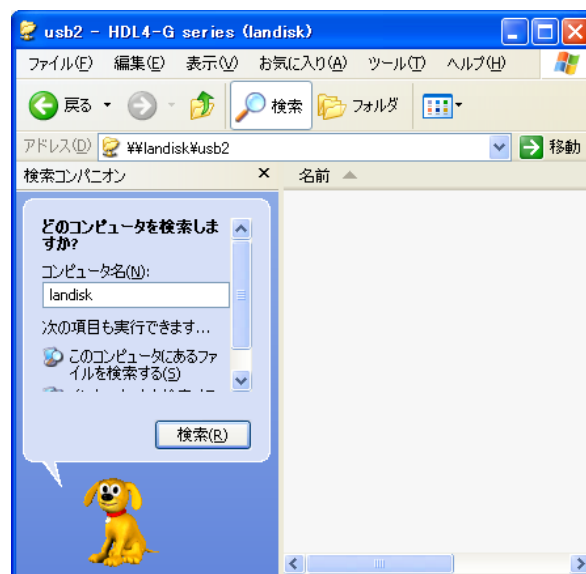 usb2 - HDL4-G series (landisk)
ファイル(F) 編集(E) 表示(V) お気に入り(A) ツール(T) ヘルプ(H)
戻る 検索 フォルダ
アドレス(D) ¥¥landisk¥usb2 移動
検索コンパニオン × 名前
どのコンピュータを検索しま
すか?
コンピュータ名(N):
landisk
次の項目も実行できます...
このコンピュータにあるファ
イルを検索する(S)
検索(R)